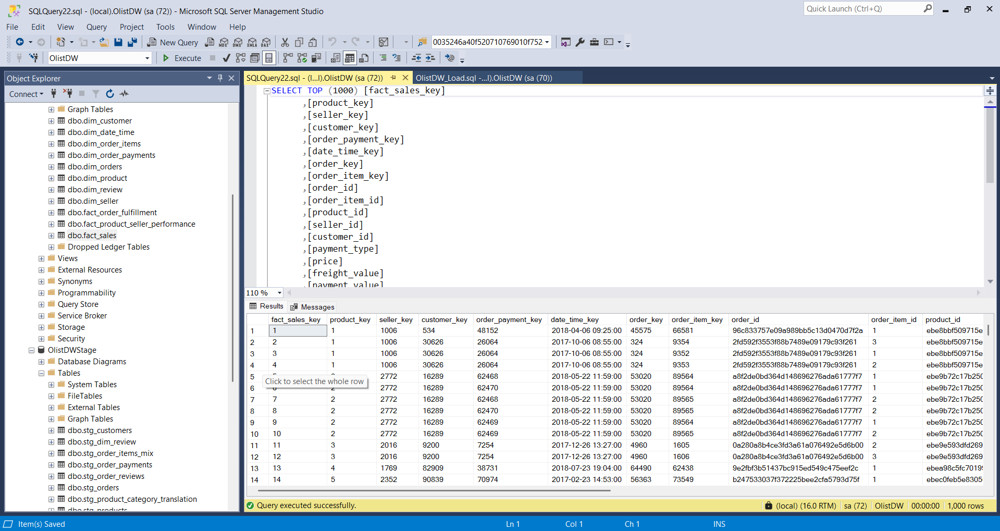 SQLQuery22.sql - (local).OlistDW (sa (72)) - Microsoft SQL Server Management Studio
Quick Launch (Ctrl+Q)
File Edit View Query Project Tools Window Help
New Query MDX DMX XMLA DAX 0035246a40f520710769010f752
OlistDW Execute
Object Explorer
Connect
Graph Tables
dbo.dim_customer
dbo.dim_date_time
dbo.dim_order_items
dbo.dim_order_payments
dbo.dim_orders
dbo.dim_product
dbo.dim_review
dbo.dim_seller
dbo.fact_order_fulfillment
dbo.fact_product_seller_performance
dbo.fact_sales
Dropped Ledger Tables
Views
External Resources
Synonyms
Programmability
Query Store
Service Broker
Storage
Security
OlistDWStage
Database Diagrams
Tables
System Tables
FileTables
External Tables
Graph Tables
dbo.stg_customers
dbo.stg_dim_review
dbo.stg_order_items_mix
dbo.stg_order_payments
dbo.stg_order_reviews
dbo.stg_orders
dbo.stg_product_category_translation
dbo.stg_products
SQLQuery22.sql - (l...l).OlistDW (sa (72)) OlistDW_Load.sql -...l).OlistDW (sa (70))
SELECT TOP (1000) [fact_sales_key]
,[product_key]
,[seller_key]
,[customer_key]
,[order_payment_key]
,[date_time_key]
,[order_key]
,[order_item_key]
,[order_id]
,[order_item_id]
,[product_id]
,[seller_id]
,[customer_id]
,[payment_type]
,[price]
,[freight_value]
,[payment_value]
110 %
Results Messages
fact_sales_key product_key seller_key customer_key order_payment_key date_time_key order_key order_item_key order_id order_item_id product_id
1 1 1 1006 534 48152 2018-04-06 09:25:00 45575 66581 96c833757e09a989bb5c13d0470d7f2a 1 ebe8bbf509715e
2 2 1 1006 30626 26064 2017-10-06 08:55:00 324 9354 2fd592f3553f88b7489e09179c93f261 3 ebe8bbf509715e
3 3 1 1006 30626 26064 2017-10-06 08:55:00 324 9352 2fd592f3553f88b7489e09179c93f261 1 ebe8bbf509715e
4 4 1 1006 30626 26064 2017-10-06 08:55:00 324 9353 2fd592f3553f88b7489e09179c93f261 2 ebe8bbf509715e
5 2772 16289 62468 2018-05-22 11:59:00 53020 89564 a8f2de0bd364d148696276ada61777f7 1 ebe9b72c17b250
Click to select the whole row
6 2772 16289 62470 2018-05-22 11:59:00 53020 89564 a8f2de0bd364d148696276ada61777f7 1 ebe9b72c17b250
7 7 2 2772 16289 62468 2018-05-22 11:59:00 53020 89565 a8f2de0bd364d148696276ada61777f7 2 ebe9b72c17b250
8 8 2 2772 16289 62470 2018-05-22 11:59:00 53020 89565 a8f2de0bd364d148696276ada61777f7 2 ebe9b72c17b250
9 9 2 2772 16289 62469 2018-05-22 11:59:00 53020 89564 a8f2de0bd364d148696276ada61777f7 1 ebe9b72c17b250
10 10 2 2772 16289 62469 2018-05-22 11:59:00 53020 89565 a8f2de0bd364d148696276ada61777f7 2 ebe9b72c17b250
11 11 3 2016 9200 7254 2017-12-26 13:27:00 4960 1605 0a280a8b4ce3fd3a61a076492e5d6b00 2 ebe9e593dfd269
12 12 3 2016 9200 7254 2017-12-26 13:27:00 4960 1606 0a280a8b4ce3fd3a61a076492e5d6b00 3 ebe9e593dfd269
13 13 4 1769 82909 38731 2018-07-23 19:04:00 64490 62438 9e2fbf3b51437bc915ed549c475eef2c 1 ebea98c5fc7019
14 14 5 2352 90839 70974 2017-02-23 14:53:00 56363 73549 b247533037f372225bee2cfa5793d75f 1 ebec0feb5e8305
Query executed successfully. (local) (16.0 RTM) sa (72) OlistDW 00:00:00 1,000 rows
Item(s) Saved Ln 1 Col 1 Ch 1 INS